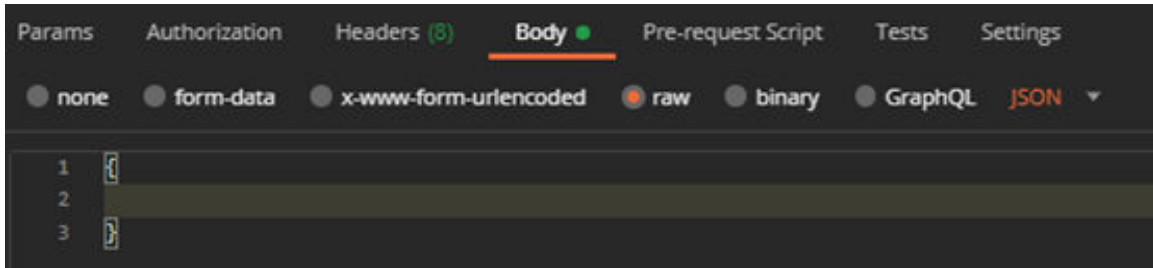 Params Authorization Headers (8) Body Pre-request Script Tests Settings
none form-data x-www-form-urlencoded raw binary GraphQL JSON
1 {
2
3 }